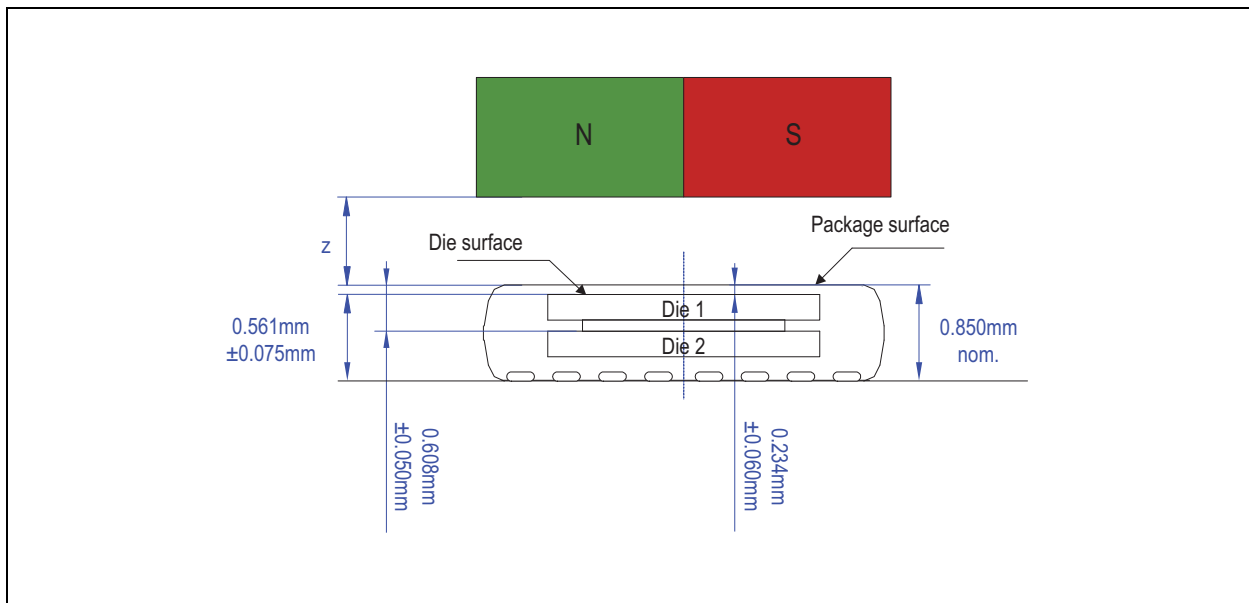 N
S
Package surface
Die surface
z
Die 1
Die 2
0.561mm
±0.075mm
0.850mm
nom.
0.608mm
±0.050mm
0.234mm
±0.060mm